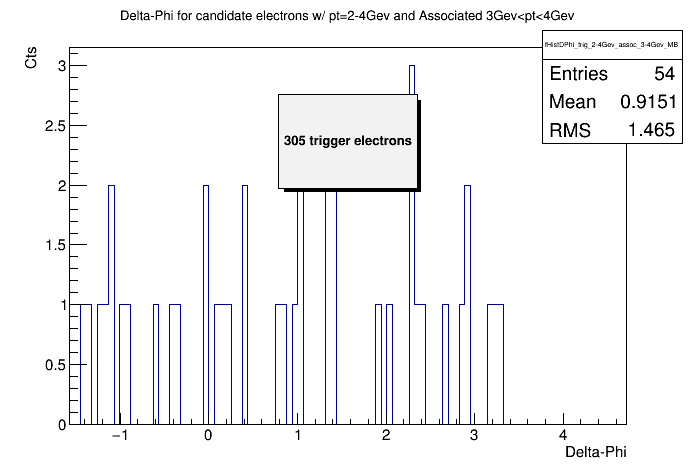 Delta-Phi for candidate electrons w/ pt=2-4Gev and Associated 3Gev<pt<4Gev
Cts
fHistDPhi_trig_2-4Gev_assoc_3-4Gev_MB
Entries 54
Mean 0.9151
RMS 1.465
305 trigger electrons
3
2.5
2
1.5
1
0.5
0
−1 0 1 2 3 4
Delta-Phi